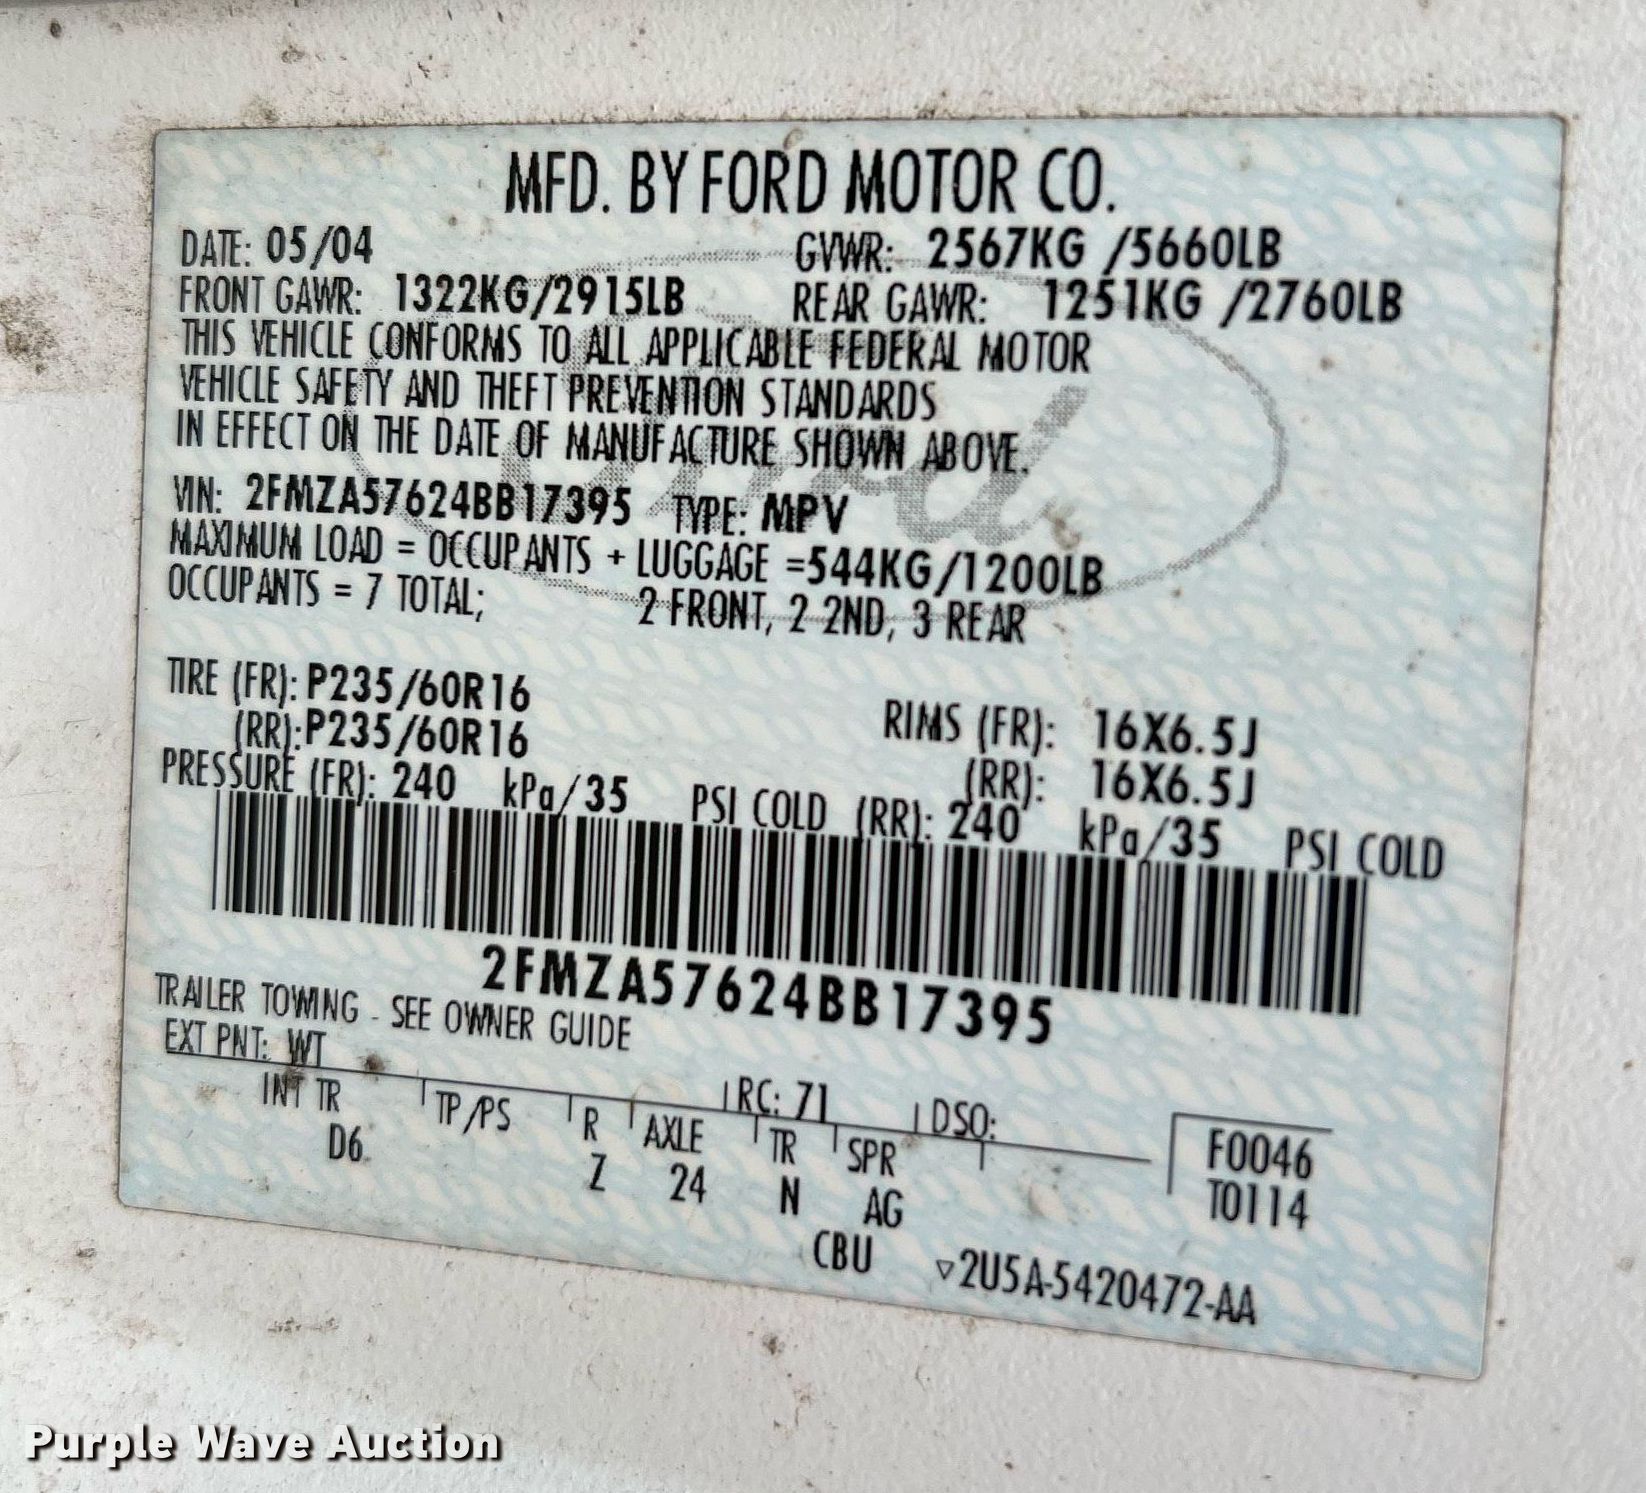 MFD. BY FORD MOTOR CO.
DATE: 05/04 GVWR: 2567KG /5660LB
FRONT GAWR: 1322KG/2915LB REAR GAWR: 1251KG /2760LB
THIS VEHICLE CONFORMS TO ALL APPLICABLE FEDERAL MOTOR
VEHICLE SAFETY AND THEFT PREVENTION STANDARDS
IN EFFECT ON THE DATE OF MANUFACTURE SHOWN ABOVE.
VIN: 2FMZA57624BB17395 TYPE: MPV
MAXIMUM LOAD = OCCUPANTS + LUGGAGE =544KG/1200LB
OCCUPANTS = 7 TOTAL; 2 FRONT, 2 2ND, 3 REAR
TIRE (FR): P235/60R16 RIMS (FR): 16X6.5J
(RR): P235/60R16 (RR): 16X6.5J
PRESSURE (FR): 240 kPa/35 PSI COLD (RR): 240 kPa/35 PSI COLD
2FMZA57624BB17395
TRAILER TOWING - SEE OWNER GUIDE
EXT PNT: WT RC: 71 DSO:
INT TR TP/PS R AXLE TR SPR F0046
D6 Z 24 N AG T0114
CBU ▽2U5A-5420472-AA
Ford
Purple Wave Auction